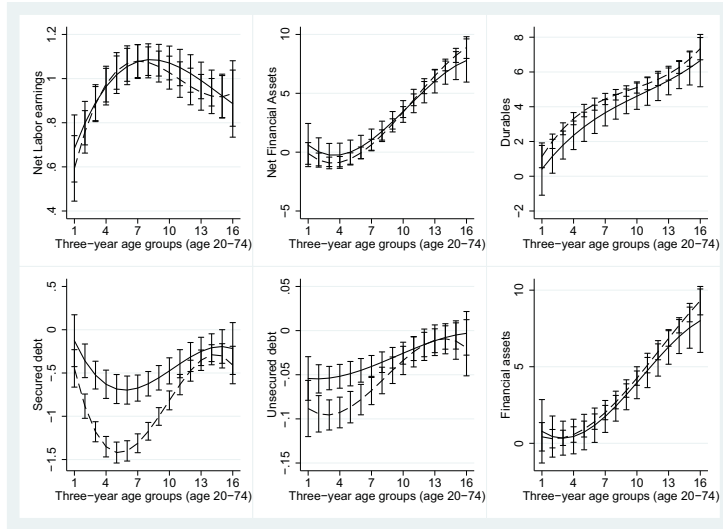 Net Labor earnings
1.2
1
.8
.6
.4
1 4 7 10 13 16
Three−year age groups (age 20−74)
Net Financial Assets
10
5
0
−5
1 4 7 10 13 16
Three−year age groups (age 20−74)
Durables
8
6
4
2
0
−2
1 4 7 10 13 16
Three−year age groups (age 20−74)
Secured debt
.5
0
−.5
−1
−1.5
1 4 7 10 13 16
Three−year age groups (age 20−74)
Unsecured debt
.05
0
−.05
−.1
−.15
1 4 7 10 13 16
Three−year age groups (age 20−74)
Financial assets
10
5
0
1 4 7 10 13 16
Three−year age groups (age 20−74)